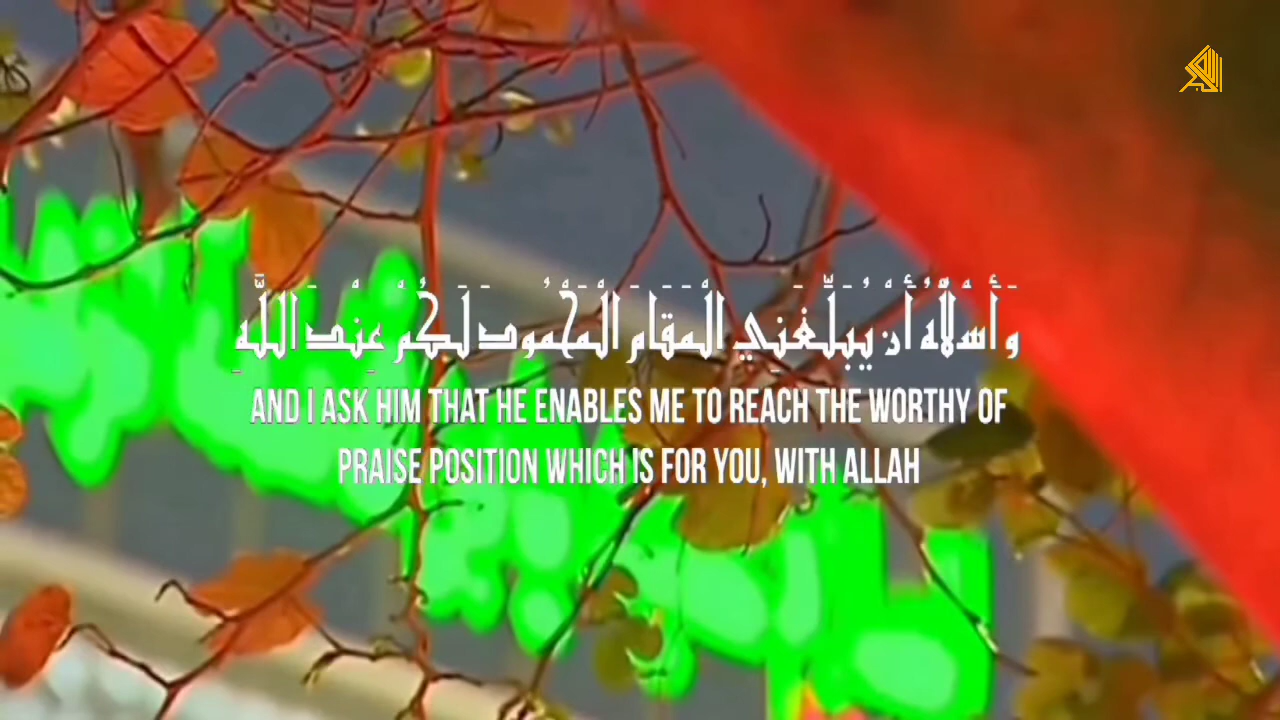 وَأَسْلَاُهُ أَنْ يُبَلِّغَنِي الْمَقَامَ الْمَحْمُودَ لَكُمْ عِنْدَ اللَّهِ
AND I ASK HIM THAT HE ENABLES ME TO REACH THE WORTHY OF
PRAISE POSITION WHICH IS FOR YOU, WITH ALLAH